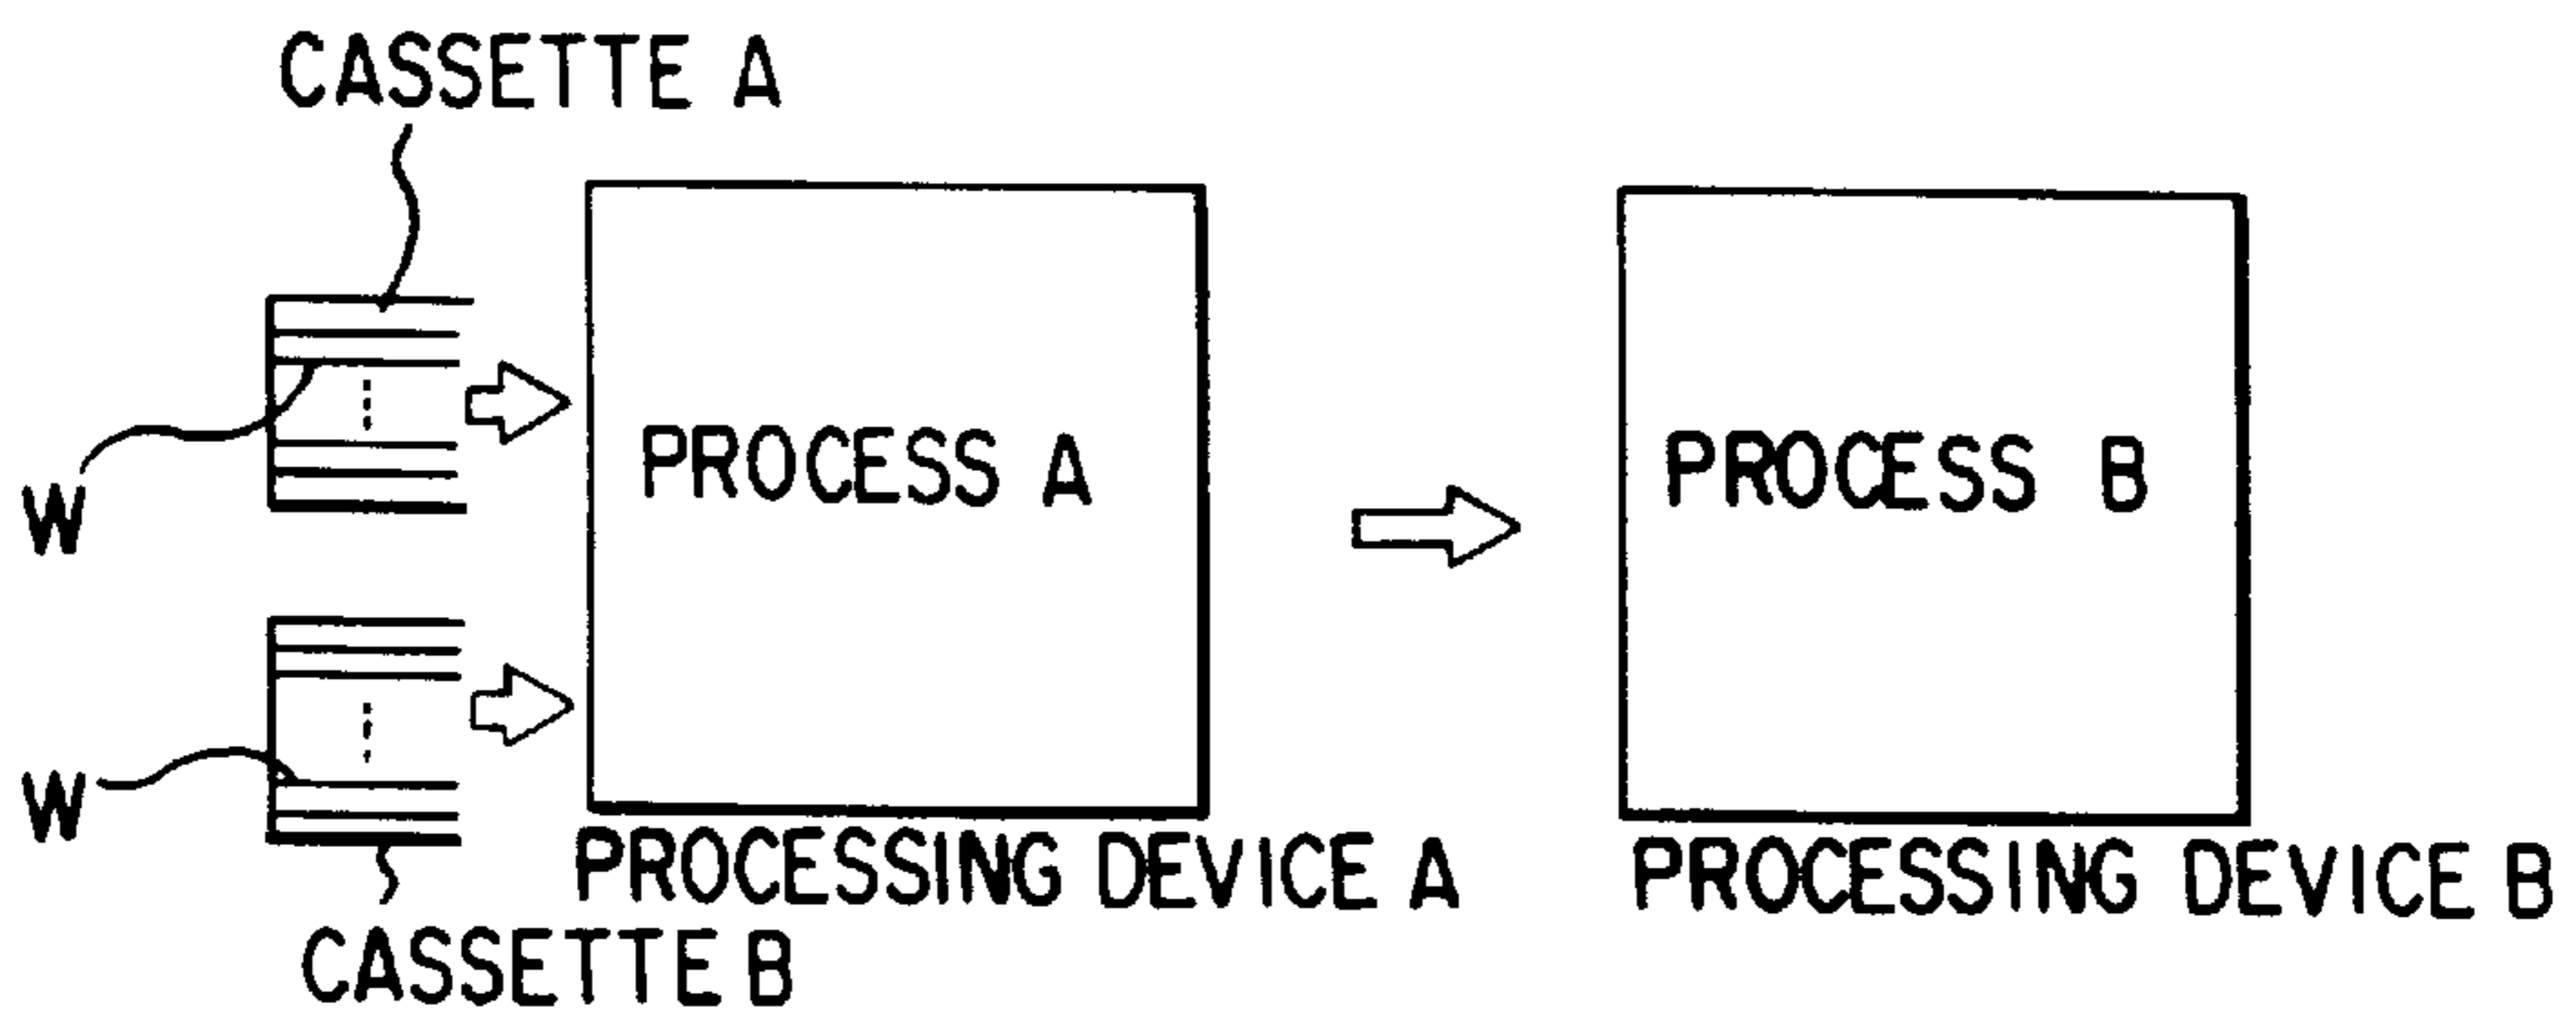 CASSETTE A
PROCESS A
PROCESS B
W
W
PROCESSING DEVICE A
PROCESSING DEVICE B
CASSETTE B